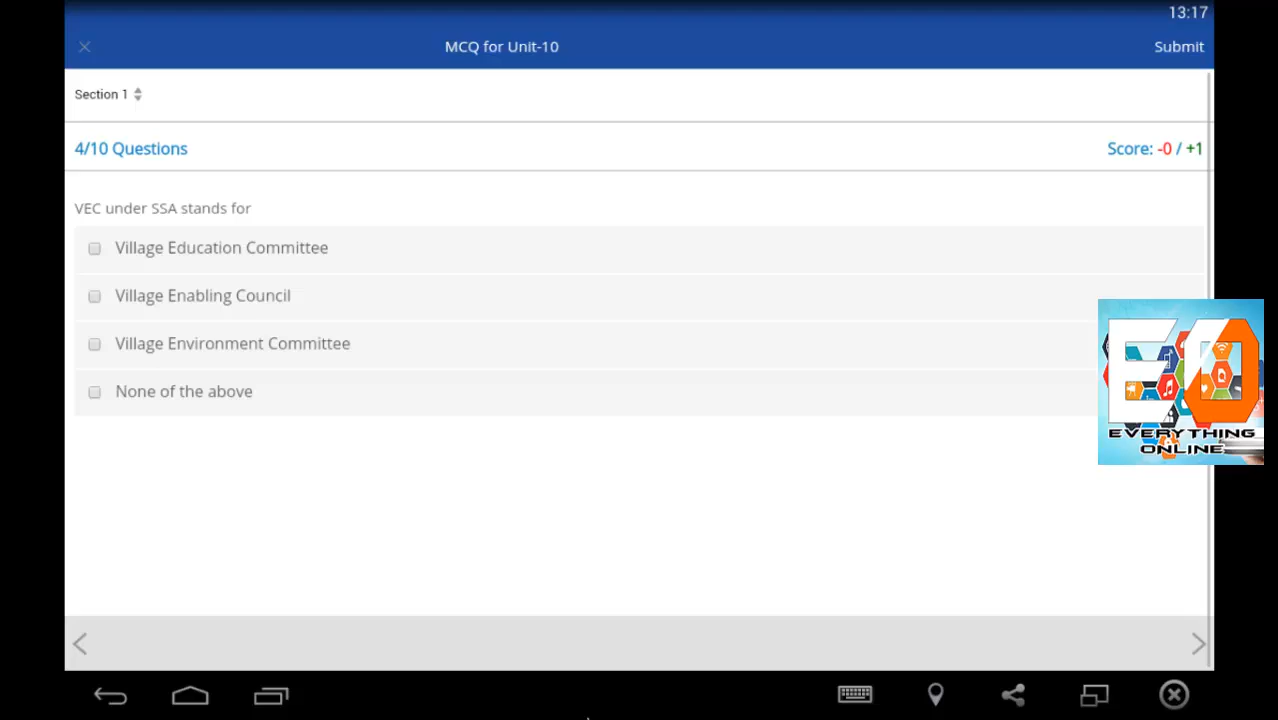 13:17
MCQ for Unit-10
Submit
Section 1
4/10 Questions
Score: -0 / +1
VEC under SSA stands for
Village Education Committee
Village Enabling Council
Village Environment Committee
None of the above
EO
EVERYTHING
ONLINE